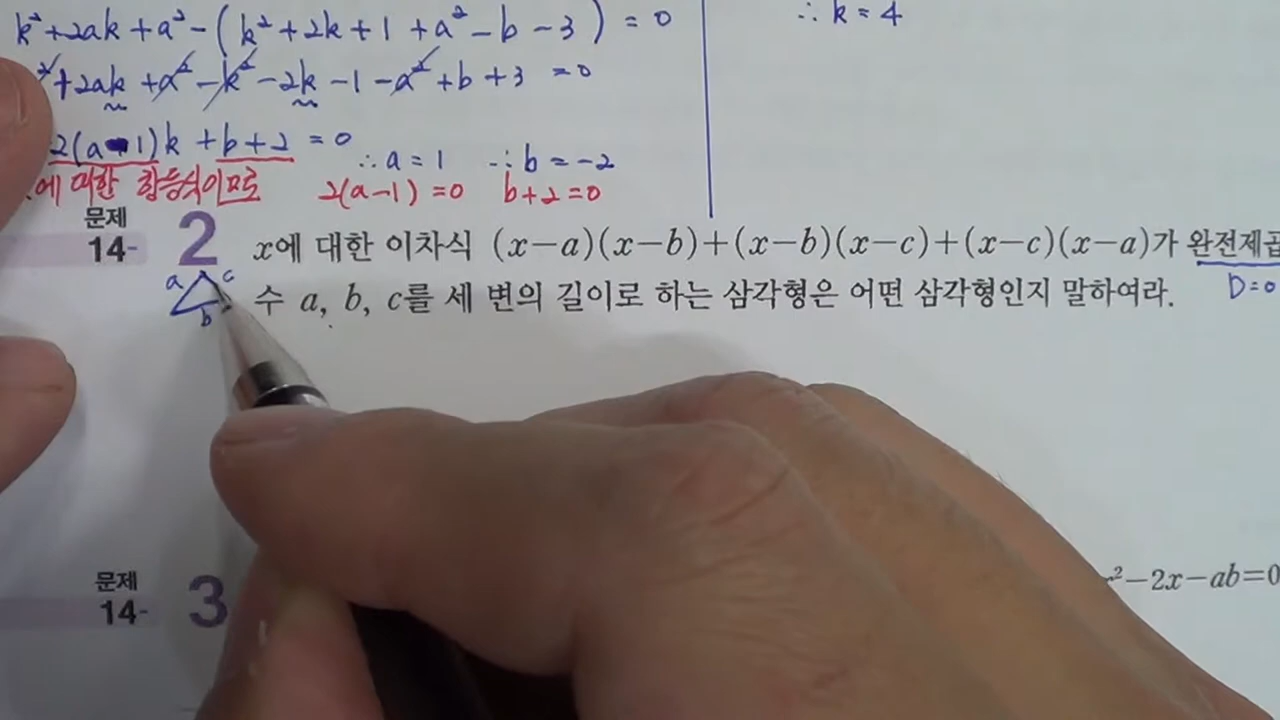 k²+2ak+a²-(k²+2k+1+a²-b-3)=0
+2ak+a²-k²-2k-1-a²+b+3=0
2(a-1)k+b+2=0
∴a=1 ∴b=-2
에 대한 항등식이므로 2(a-1)=0 b+2=0
∴k=4
문제
14- 2 x에 대한 이차식 (x-a)(x-b)+(x-b)(x-c)+(x-c)(x-a)가 완전제곱
a c
b
수 a, b, c를 세 변의 길이로 하는 삼각형은 어떤 삼각형인지 말하여라. D=0
문제
14- 3
-2x-ab=0